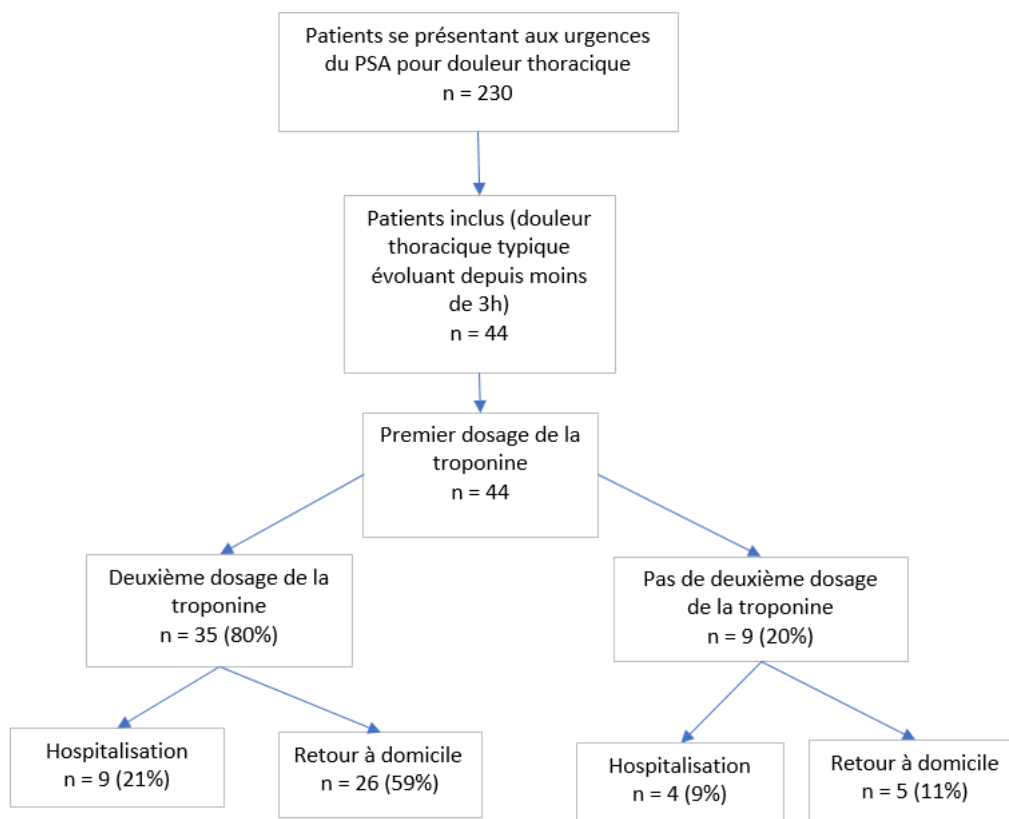 Patients se présentant aux urgences
du PSA pour douleur thoracique
n = 230
Patients inclus (douleur
thoracique typique
évoluant depuis moins
de 3h)
n = 44
Premier dosage de la
troponine
n = 44
Deuxième dosage de la
troponine
n = 35 (80%)
Pas de deuxième dosage
de la troponine
n = 9 (20%)
Hospitalisation
n = 9 (21%)
Retour à domicile
n = 26 (59%)
Hospitalisation
n = 4 (9%)
Retour à domicile
n = 5 (11%)